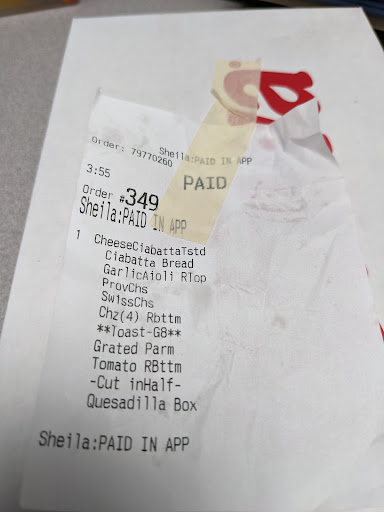 Order: 79770260
Sheila:PAID IN APP
3:55
PAID
Order #349
Sheila:PAID IN APP
1 CheeseCiabattaTstd
Ciabatta Bread
GarlicAioli RTop
ProvChs
SwissChs
Chz(4) Rbttm
**Toast-G8**
Grated Parm
Tomato RBttm
-Cut inHalf-
Quesadilla Box
Sheila:PAID IN APP